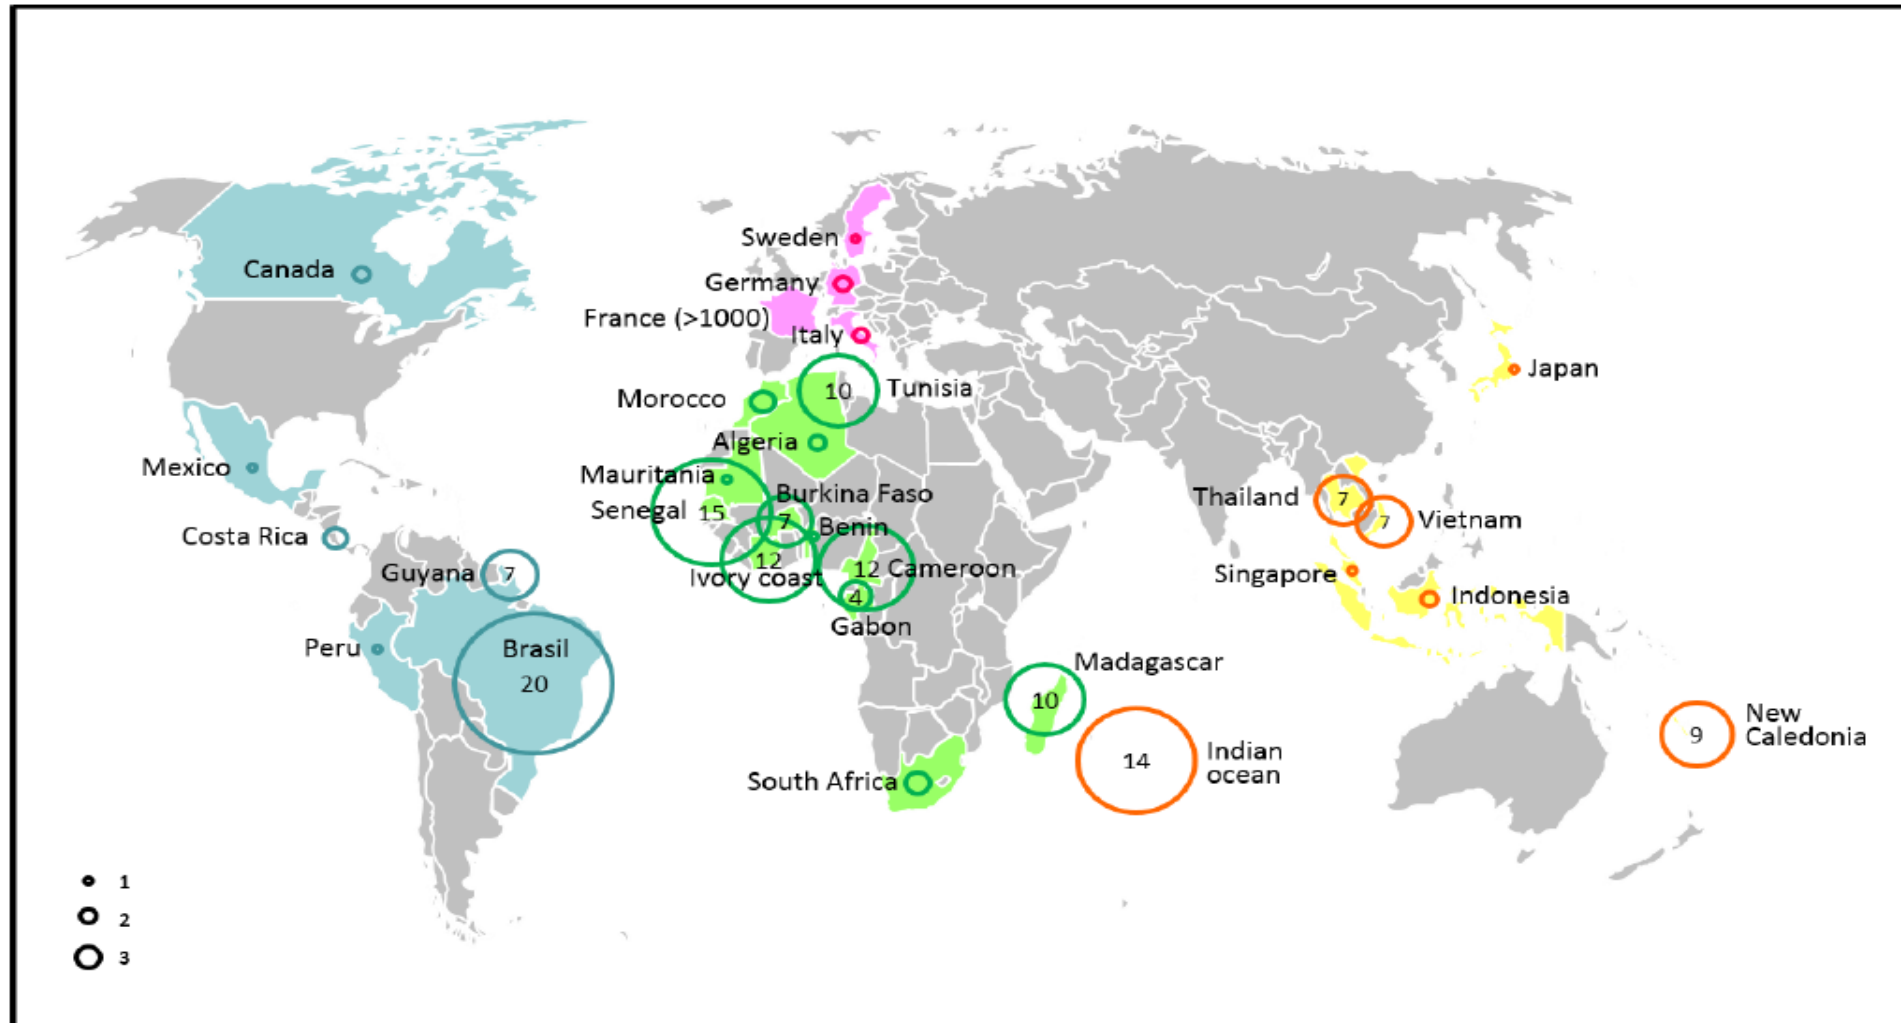 Sweden
Canada
Germany
France (>1000)
Italy
Japan
10 Tunisia
Morocco
Algeria
Mexico
Mauritania
Burkina Faso
Senegal 15
7
Thailand 7
7 Vietnam
Benin
Costa Rica
12
Ivory coast
12 Cameroon
Guyana 7
Singapore
Indonesia
4
Gabon
Peru
Brasil
20
Madagascar
10
New
Caledonia
9
Indian
ocean
14
South Africa
1
2
3